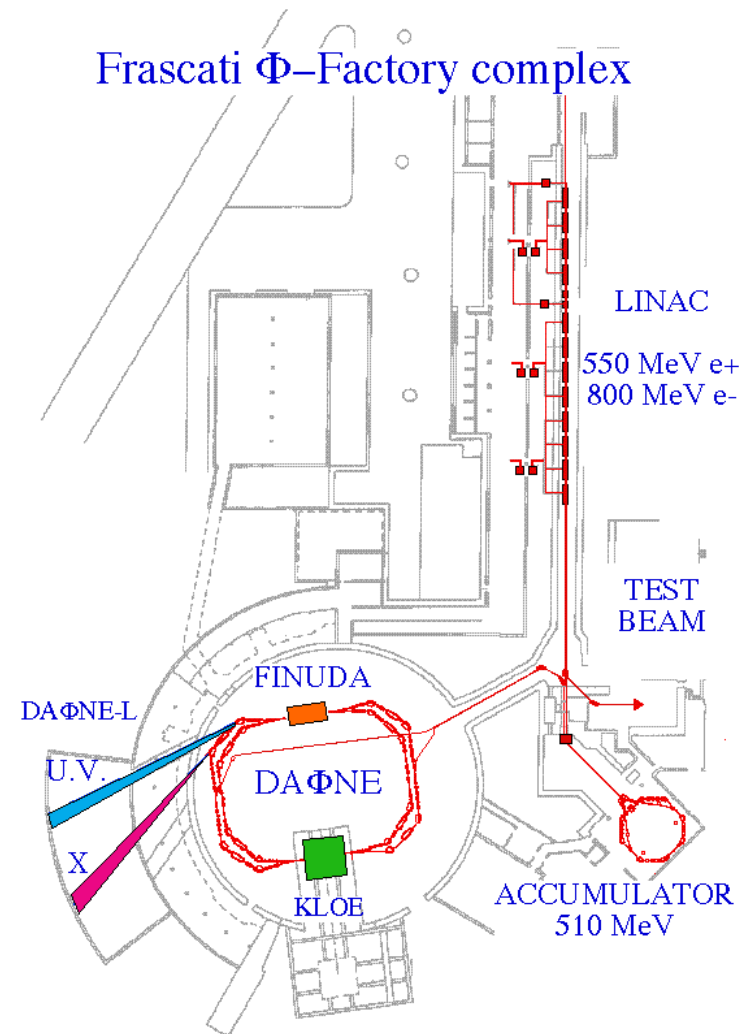 Frascati Φ–Factory complex
LINAC
550 MeV e+
800 MeV e-
TEST
BEAM
FINUDA
DAΦNE-L
U.V.
DAΦNE
X
KLOE
ACCUMULATOR
510 MeV